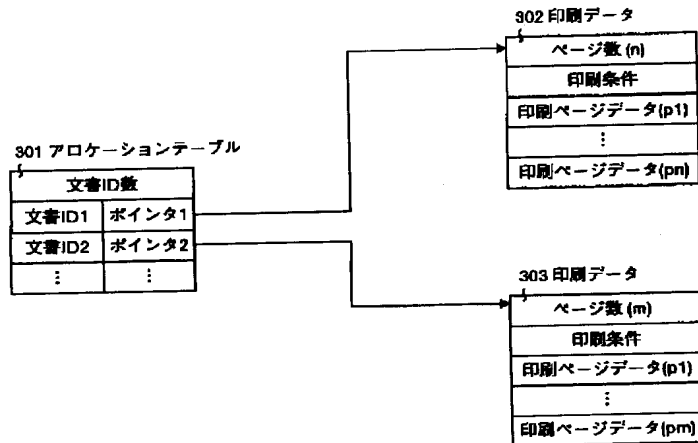 302 印刷データ
ページ数 (n)
印刷条件
印刷ページデータ(p1)
⋮
印刷ページデータ(pn)
301 アロケーションテーブル
文書ID数
文書ID1 ポインタ1
文書ID2 ポインタ2
⋮ ⋮
303 印刷データ
ページ数 (m)
印刷条件
印刷ページデータ(p1)
⋮
印刷ページデータ(pm)